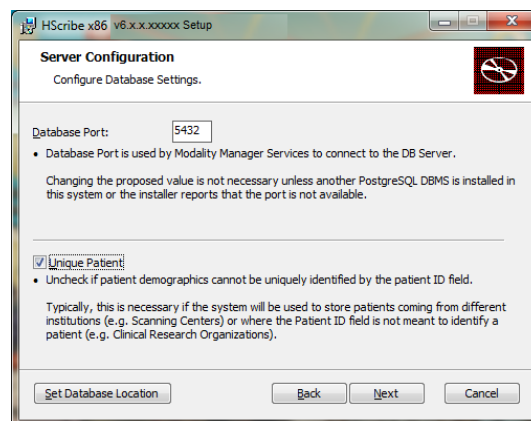 HScribe x86 v6.x.x.xxxxx Setup
Server Configuration
Configure Database Settings.
Database Port: 5432
• Database Port is used by Modality Manager Services to connect to the DB Server.
Changing the proposed value is not necessary unless another PostgreSQL DBMS is installed in
this system or the installer reports that the port is not available.
Unique Patient
• Uncheck if patient demographics cannot be uniquely identified by the patient ID field.
Typically, this is necessary if the system will be used to store patients coming from different
institutions (e.g. Scanning Centers) or where the Patient ID field is not meant to identify a
patient (e.g. Clinical Research Organizations).
Set Database Location Back Next Cancel